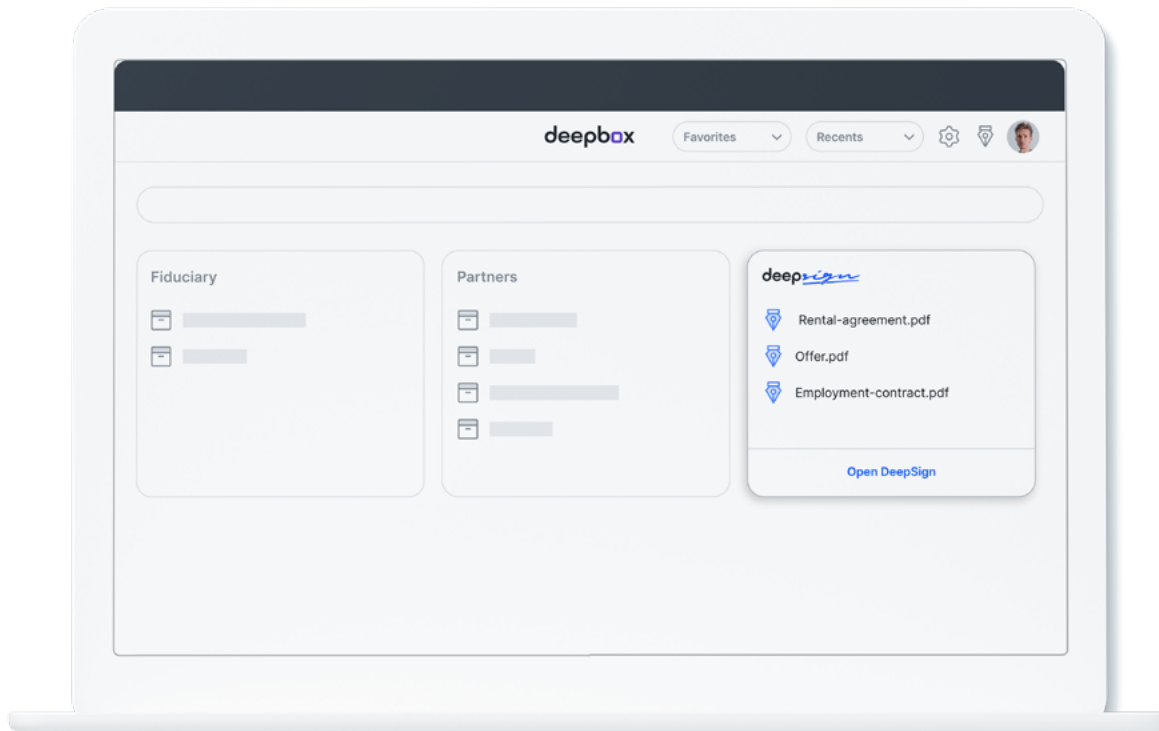 deepbox
Favorites
Recents
Fiduciary
Partners
deepsign
Rental-agreement.pdf
Offer.pdf
Employment-contract.pdf
Open DeepSign